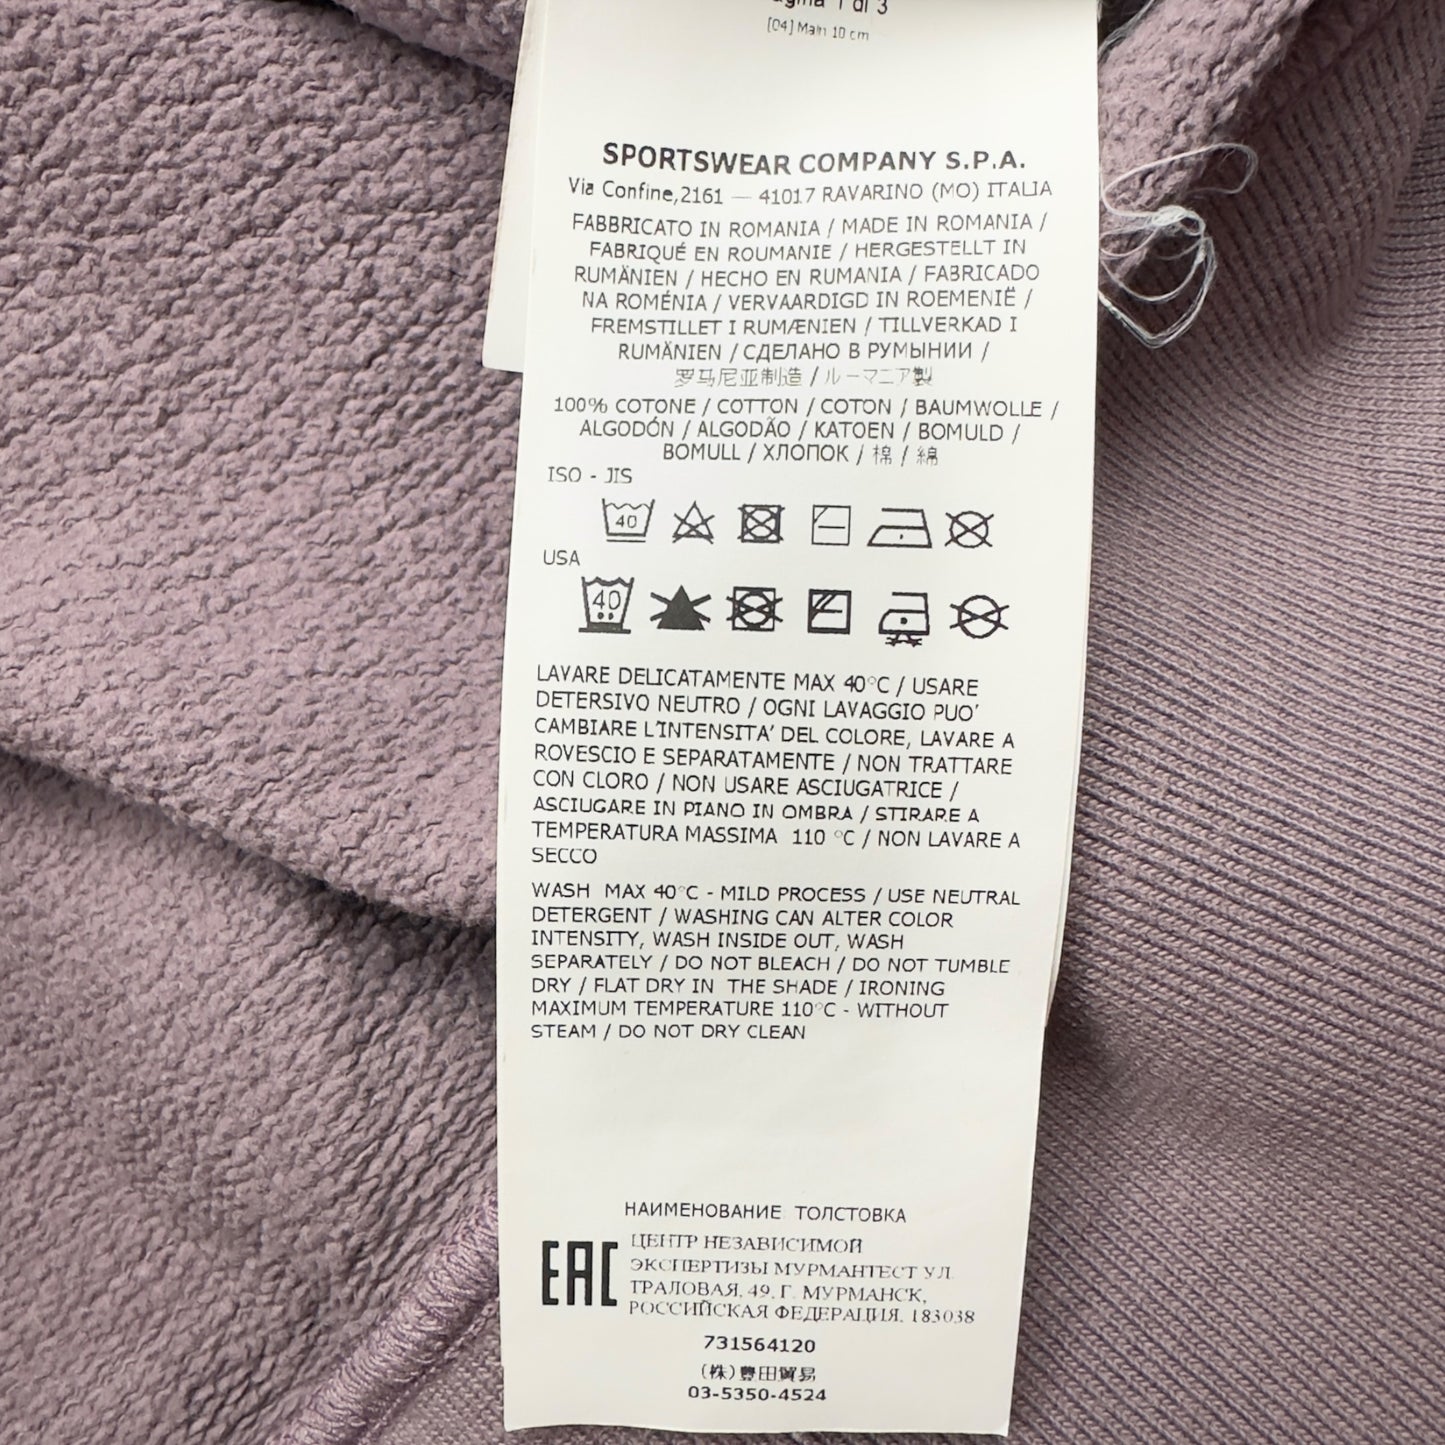 agina 1 di 3
[04] Main 10 cm
SPORTSWEAR COMPANY S.P.A.
Via Confine,2161 — 41017 RAVARINO (MO) ITALIA
FABBRICATO IN ROMANIA / MADE IN ROMANIA /
FABRIQUÉ EN ROUMANIE / HERGESTELLT IN
RUMÄNIEN / HECHO EN RUMANIA / FABRICADO
NA ROMÉNIA / VERVAARDIGD IN ROEMENIË /
FREMSTILLET I RUMÆNIEN / TILLVERKAD I
RUMÄNIEN / СДЕЛАНО В РУМЫНИИ /
罗马尼亚制造 / ルーマニア製
100% COTONE / COTTON / COTON / BAUMWOLLE /
ALGODÓN / ALGODÃO / KATOEN / BOMULD /
BOMULL / ХЛОПОК / 棉 / 綿
ISO - JIS
40
USA
40
LAVARE DELICATAMENTE MAX 40°C / USARE
DETERSIVO NEUTRO / OGNI LAVAGGIO PUO'
CAMBIARE L'INTENSITA' DEL COLORE, LAVARE A
ROVESCIO E SEPARATAMENTE / NON TRATTARE
CON CLORO / NON USARE ASCIUGATRICE /
ASCIUGARE IN PIANO IN OMBRA / STIRARE A
TEMPERATURA MASSIMA 110 °C / NON LAVARE A
SECCO
WASH MAX 40°C - MILD PROCESS / USE NEUTRAL
DETERGENT / WASHING CAN ALTER COLOR
INTENSITY, WASH INSIDE OUT, WASH
SEPARATELY / DO NOT BLEACH / DO NOT TUMBLE
DRY / FLAT DRY IN THE SHADE / IRONING
MAXIMUM TEMPERATURE 110°C - WITHOUT
STEAM / DO NOT DRY CLEAN
НАИМЕНОВАНИЕ ТОЛСТОВКА
EAC
ЦЕНТР НЕЗАВИСИМОЙ
ЭКСПЕРТИЗЫ МУРМАНТЕСТ УЛ.
ТРАЛОВАЯ, 49, Г. МУРМАНСК,
РОССИЙСКАЯ ФЕДЕРАЦИЯ, 183038
731564120
(株)豊田貿易
03-5350-4524